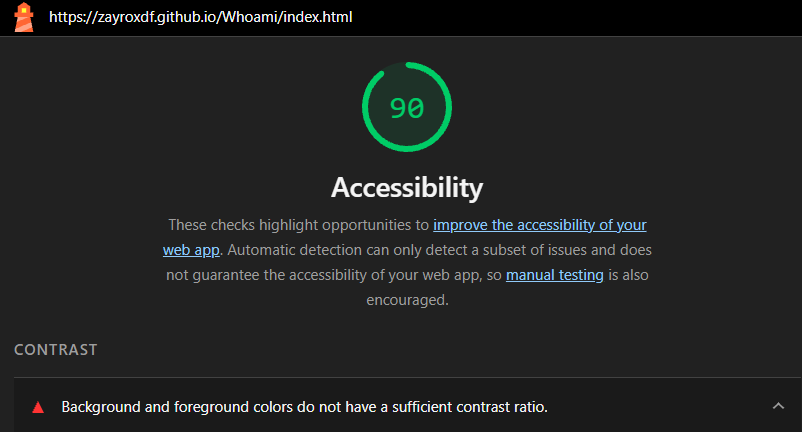 https://zayroxdf.github.io/Whoami/index.html
90
Accessibility
These checks highlight opportunities to improve the accessibility of your
web app. Automatic detection can only detect a subset of issues and does
not guarantee the accessibility of your web app, so manual testing is also
encouraged.
CONTRAST
Background and foreground colors do not have a sufficient contrast ratio.